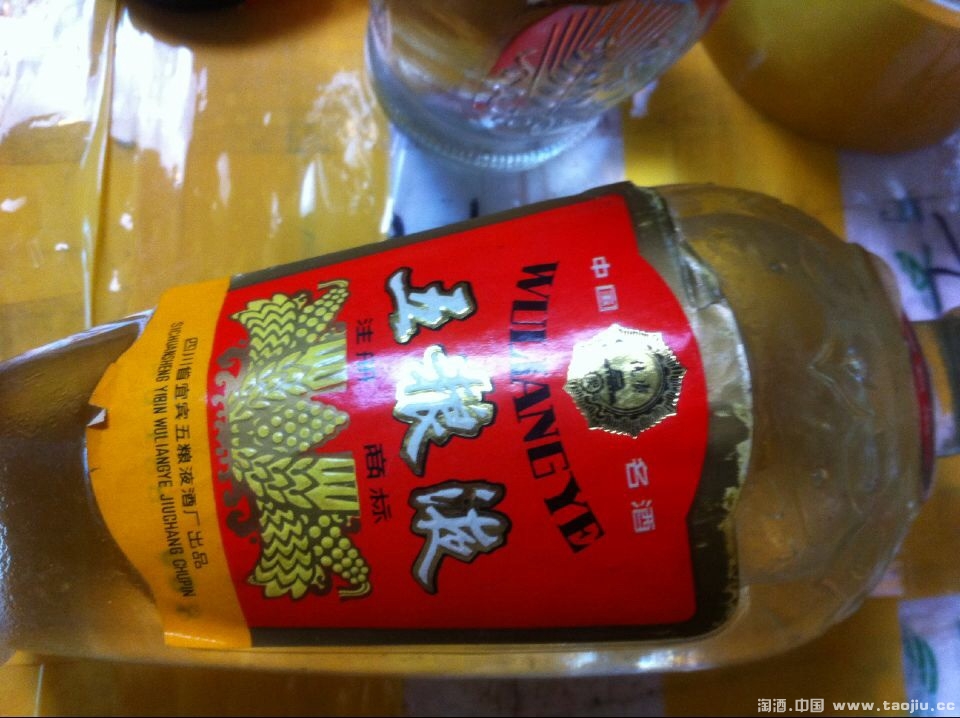 中国 名酒
WULIANGYE
五粮液
注册 商标
四川省宜宾五粮液酒厂出品
SICHUANSHENG YIBIN WULIANGYE JIUCHANG CHUPIN
淘酒.中国 www.taojiu.cc